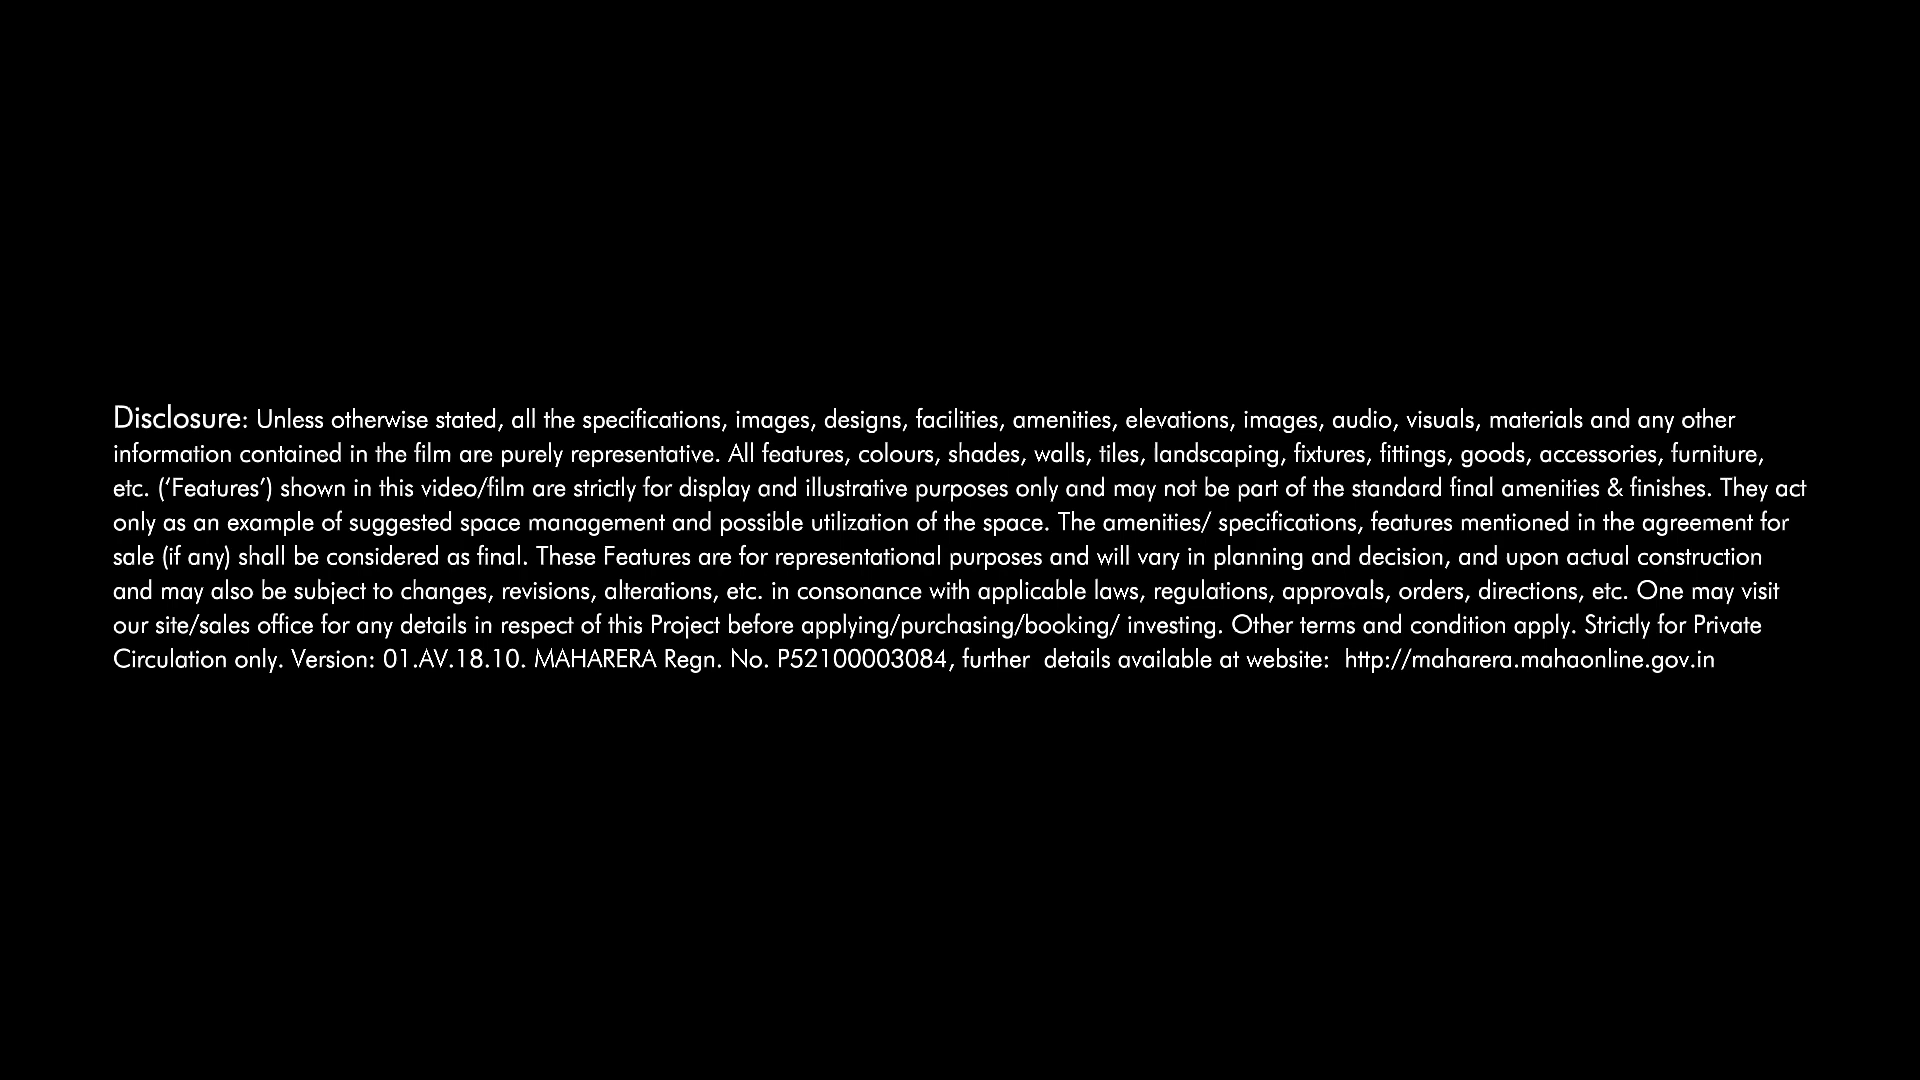 Disclosure: Unless otherwise stated, all the specifications, images, designs, facilities, amenities, elevations, images, audio, visuals, materials and any other
information contained in the film are purely representative. All features, colours, shades, walls, tiles, landscaping, fixtures, fittings, goods, accessories, furniture,
etc. (‘Features’) shown in this video/film are strictly for display and illustrative purposes only and may not be part of the standard final amenities & finishes. They act
only as an example of suggested space management and possible utilization of the space. The amenities/ specifications, features mentioned in the agreement for
sale (if any) shall be considered as final. These Features are for representational purposes and will vary in planning and decision, and upon actual construction
and may also be subject to changes, revisions, alterations, etc. in consonance with applicable laws, regulations, approvals, orders, directions, etc. One may visit
our site/sales office for any details in respect of this Project before applying/purchasing/booking/ investing. Other terms and condition apply. Strictly for Private
Circulation only. Version: 01.AV.18.10. MAHARERA Regn. No. P52100003084, further  details available at website:  http://maharera.mahaonline.gov.in